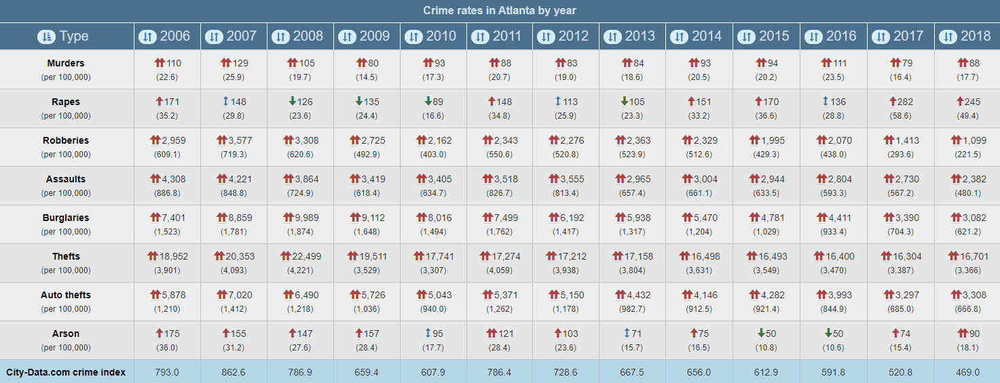 Crime rates in Atlanta by year
Type 2006 2007 2008 2009 2010 2011 2012 2013 2014 2015 2016 2017 2018
Murders 110 129 105 80 93 88 83 84 93 94 111 79 88
(per 100,000) (22.6) (25.9) (19.7) (14.5) (17.3) (20.7) (19.0) (18.6) (20.5) (20.2) (23.5) (16.4) (17.7)
Rapes 171 148 126 135 89 148 113 105 151 170 136 282 245
(per 100,000) (35.2) (29.8) (23.6) (24.4) (16.6) (34.8) (25.9) (23.3) (33.2) (36.6) (28.8) (58.6) (49.4)
Robberies 2,959 3,577 3,308 2,725 2,162 2,343 2,276 2,363 2,329 1,995 2,070 1,413 1,099
(per 100,000) (609.1) (719.3) (620.6) (492.9) (403.0) (550.6) (520.8) (523.9) (512.6) (429.3) (438.0) (293.6) (221.5)
Assaults 4,308 4,221 3,864 3,419 3,405 3,518 3,555 2,965 3,004 2,944 2,804 2,730 2,382
(per 100,000) (886.8) (848.8) (724.9) (618.4) (634.7) (826.7) (813.4) (657.4) (661.1) (633.5) (593.3) (567.2) (480.1)
Burglaries 7,401 8,859 9,989 9,112 8,016 7,499 6,192 5,938 5,470 4,781 4,411 3,390 3,082
(per 100,000) (1,523) (1,781) (1,874) (1,648) (1,494) (1,762) (1,417) (1,317) (1,204) (1,029) (933.4) (704.3) (621.2)
Thefts 18,952 20,353 22,499 19,511 17,741 17,274 17,212 17,158 16,498 16,493 16,400 16,304 16,701
(per 100,000) (3,901) (4,093) (4,221) (3,529) (3,307) (4,059) (3,938) (3,804) (3,631) (3,549) (3,470) (3,387) (3,366)
Auto thefts 5,878 7,020 6,490 5,726 5,043 5,371 5,150 4,432 4,146 4,282 3,993 3,297 3,308
(per 100,000) (1,210) (1,412) (1,218) (1,036) (940.0) (1,262) (1,178) (982.7) (912.5) (921.4) (844.9) (685.0) (666.8)
Arson 175 155 147 157 95 121 103 71 75 50 50 74 90
(per 100,000) (36.0) (31.2) (27.6) (28.4) (17.7) (28.4) (23.6) (15.7) (16.5) (10.8) (10.6) (15.4) (18.1)
City-Data.com crime index 793.0 862.6 786.9 659.4 607.9 786.4 728.6 667.5 656.0 612.9 591.8 520.8 469.0